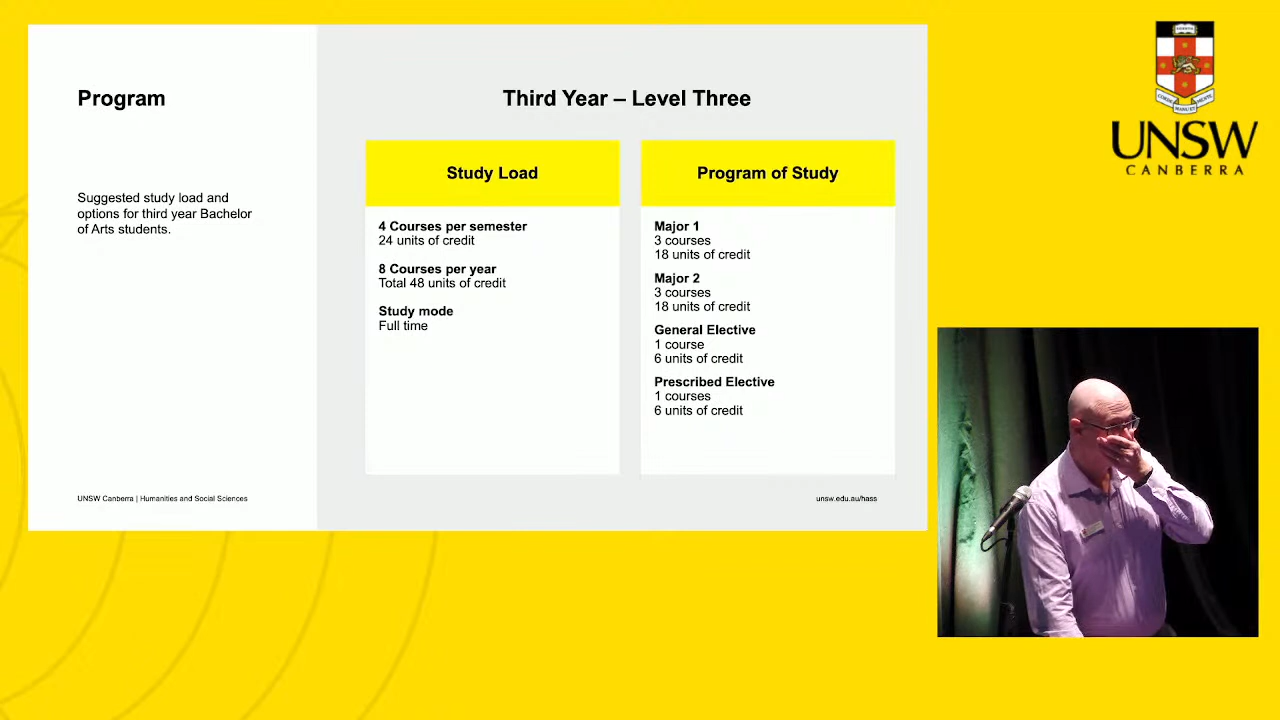 Program
Third Year – Level Three
Suggested study load and
options for third year Bachelor
of Arts students.
Study Load
4 Courses per semester
24 units of credit
8 Courses per year
Total 48 units of credit
Study mode
Full time
Program of Study
Major 1
3 courses
18 units of credit
Major 2
3 courses
18 units of credit
General Elective
1 course
6 units of credit
Prescribed Elective
1 courses
6 units of credit
UNSW Canberra | Humanities and Social Sciences
unsw.edu.au/hass
UNSW
CANBERRA